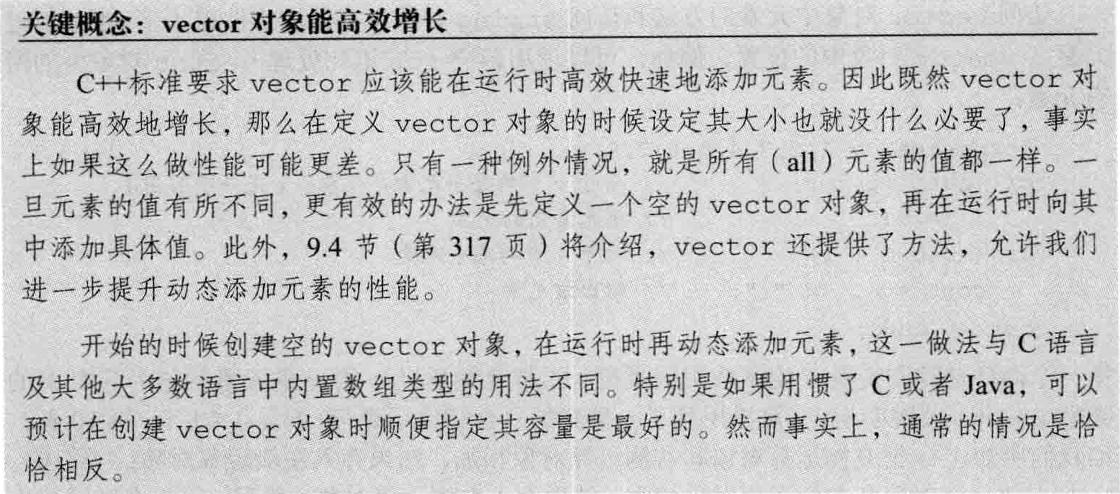 关键概念：vector 对象能高效增长
C++标准要求 vector 应该能在运行时高效快速地添加元素。因此既然 vector 对
象能高效地增长，那么在定义 vector 对象的时候设定其大小也就没什么必要了，事实
上如果这么做性能可能更差。只有一种例外情况，就是所有（all）元素的值都一样。一
旦元素的值有所不同，更有效的办法是先定义一个空的 vector 对象，再在运行时向其
中添加具体值。此外，9.4 节（第 317 页）将介绍，vector 还提供了方法，允许我们
进一步提升动态添加元素的性能。
开始的时候创建空的 vector 对象，在运行时再动态添加元素，这一做法与 C 语言
及其他大多数语言中内置数组类型的用法不同。特别是如果用惯了 C 或者 Java，可以
预计在创建 vector 对象时顺便指定其容量是最好的。然而事实上，通常的情况是恰
恰相反。